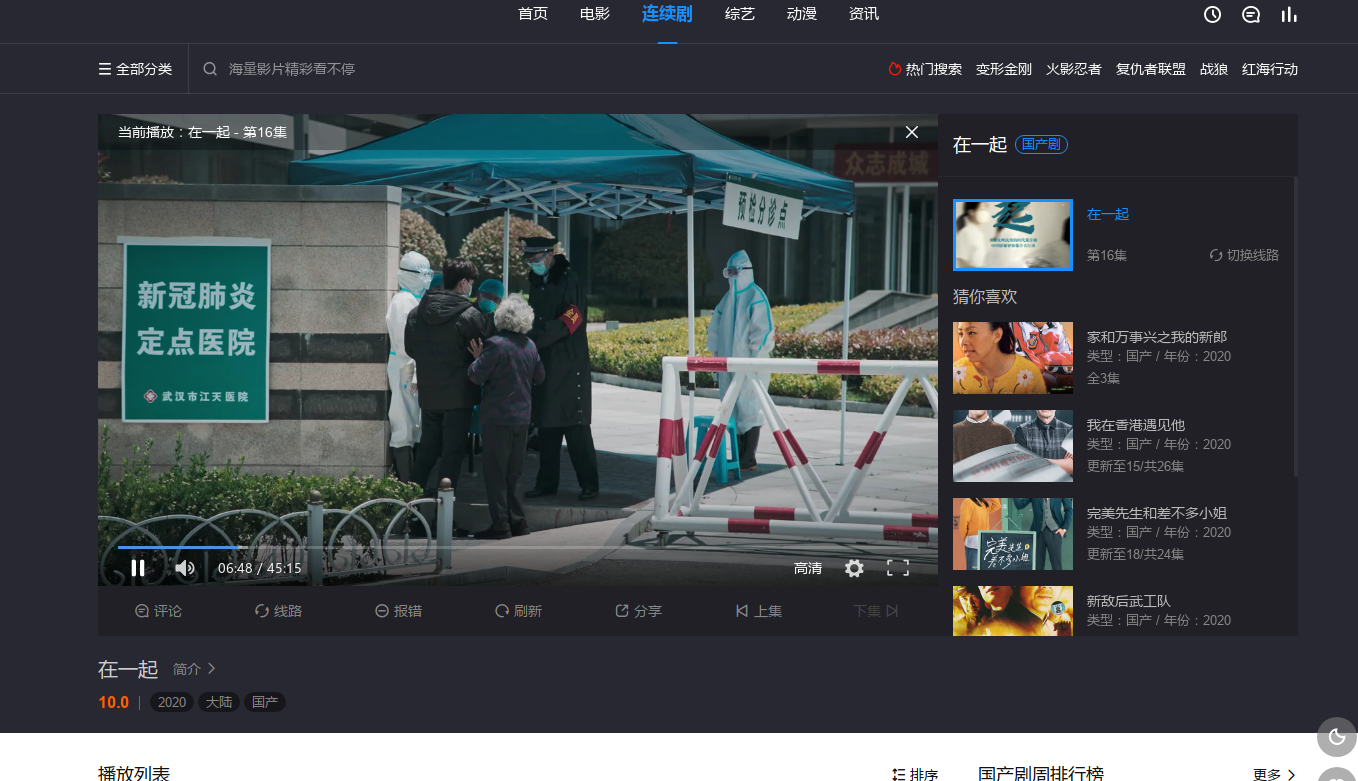 首页 电影 连续剧 综艺 动漫 资讯
全部分类 海量影片精彩看不停 热门搜索 变形金刚 火影忍者 复仇者联盟 战狼 红海行动
当前播放：在一起 - 第16集
众志成城
预检分诊点
新冠肺炎
定点医院
武汉市江天医院
06:48 / 45:15 高清
评论 线路 报错 刷新 分享 上集 下集
在一起 国产剧
在一起
第16集 切换线路
猜你喜欢
家和万事兴之我的新郎
类型：国产 / 年份：2020
全3集
我在香港遇见他
类型：国产 / 年份：2020
更新至15/共26集
完美先生和差不多小姐
类型：国产 / 年份：2020
更新至18/共24集
完美先生
新敌后武工队
类型：国产 / 年份：2020
在一起 简介
10.0 2020 大陆 国产
播放列表 排序 国产剧周排行榜 更多